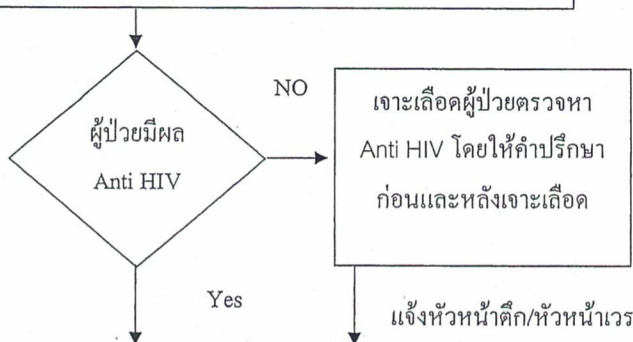 NO
ผู้ป่วยมีผล
Anti HIV
เจาะเลือดผู้ป่วยตรวจหา
Anti HIV โดยให้คำปรึกษา
ก่อนและหลังเจาะเลือด
Yes
แจ้งหัวหน้าตึก/หัวหน้าเวร